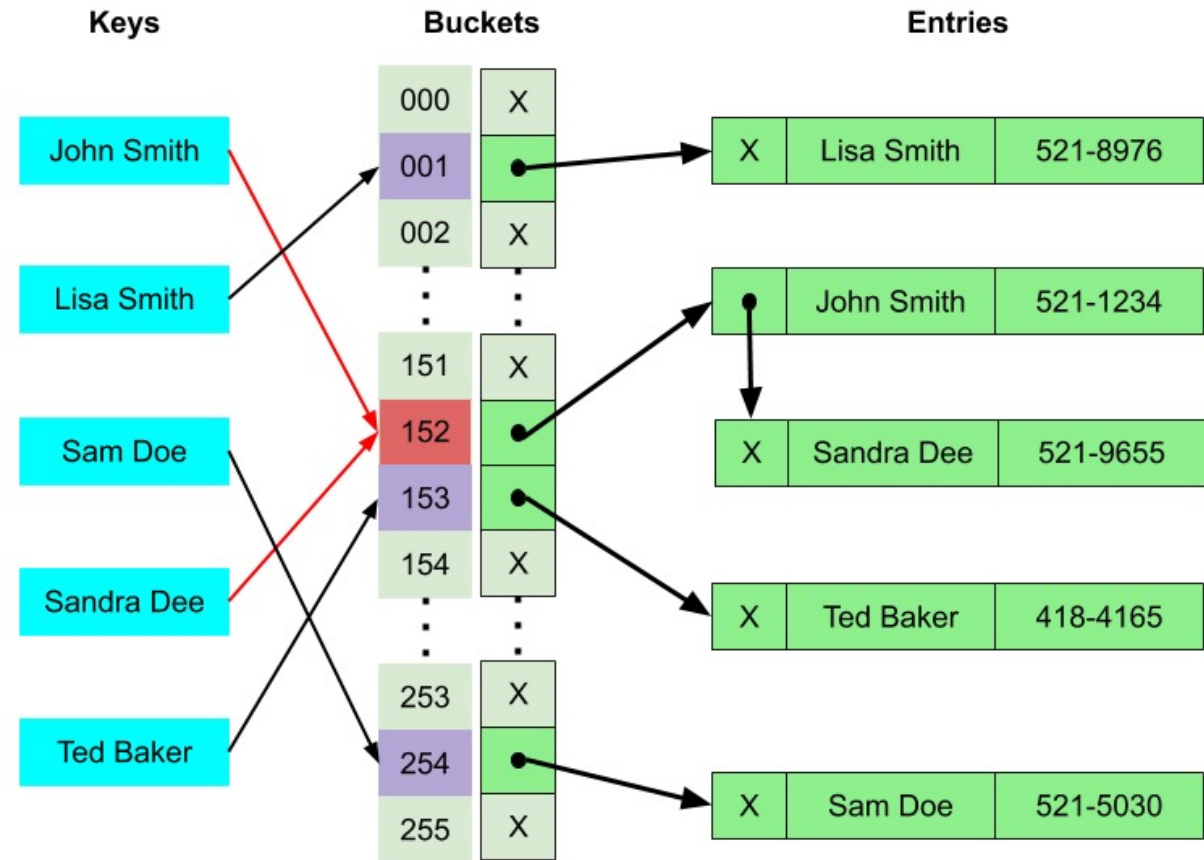 Keys
Buckets
Entries
John Smith
Lisa Smith
Sam Doe
Sandra Dee
Ted Baker
000 X
001
002 X
151 X
152
153
154 X
253 X
254
255 X
X Lisa Smith 521-8976
John Smith 521-1234
X Sandra Dee 521-9655
X Ted Baker 418-4165
X Sam Doe 521-5030